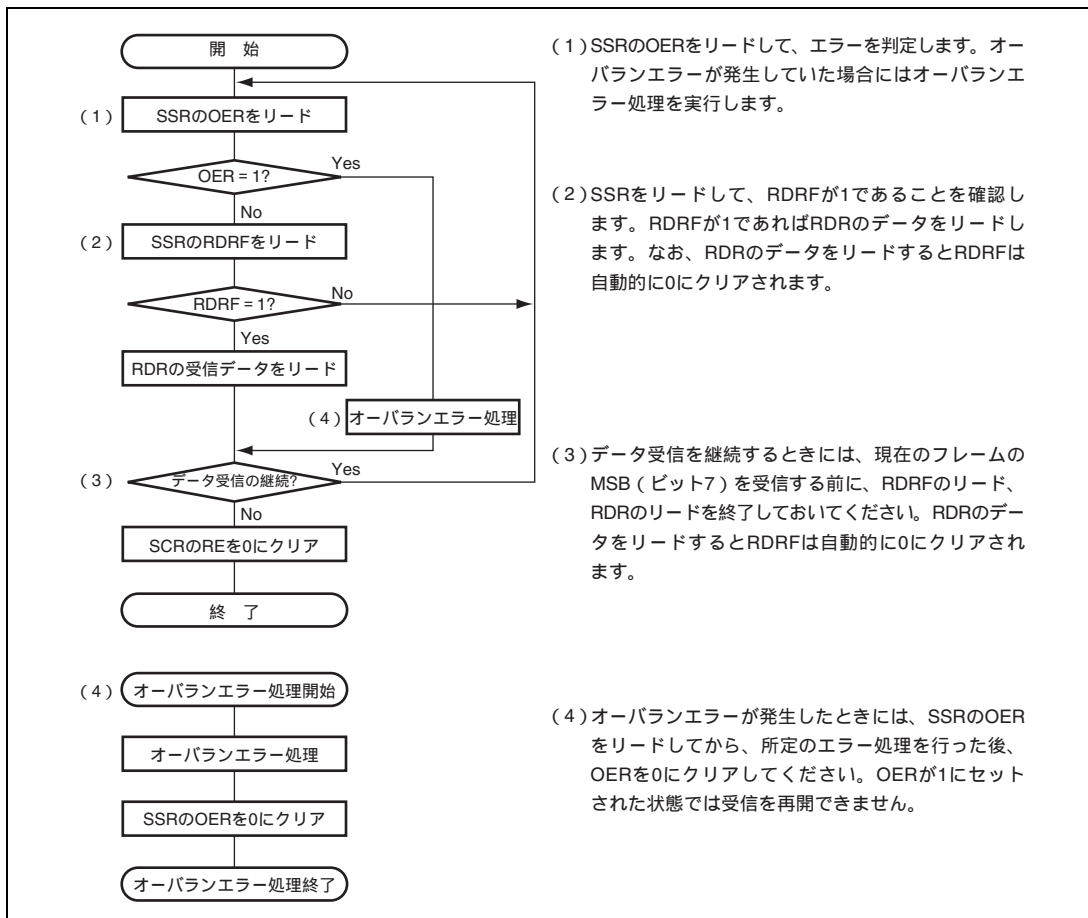 開　始
(1) SSRのOERをリード
OER = 1?
Yes
No
(2) SSRのRDRFをリード
RDRF = 1?
No
Yes
RDRの受信データをリード
(4) オーバランエラー処理
(3) データ受信の継続?
Yes
No
SCRのREを0にクリア
終　了
(4) オーバランエラー処理開始
オーバランエラー処理
SSRのOERを0にクリア
オーバランエラー処理終了
(1)SSRのOERをリードして、エラーを判定します。オー
バランエラーが発生していた場合にはオーバランエ
ラー処理を実行します。
(2)SSRをリードして、RDRFが1であることを確認し
ます。RDRFが1であればRDRのデータをリードし
ます。なお、RDRのデータをリードするとRDRFは
自動的に0にクリアされます。
(3)データ受信を継続するときには、現在のフレームの
MSB(ビット7)を受信する前に、RDRFのリード、
RDRのリードを終了しておいてください。RDRのデー
タをリードするとRDRFは自動的に0にクリアされ
ます。
(4)オーバランエラーが発生したときには、SSRのOER
をリードしてから、所定のエラー処理を行った後、
OERを0にクリアしてください。OERが1にセット
された状態では受信を再開できません。